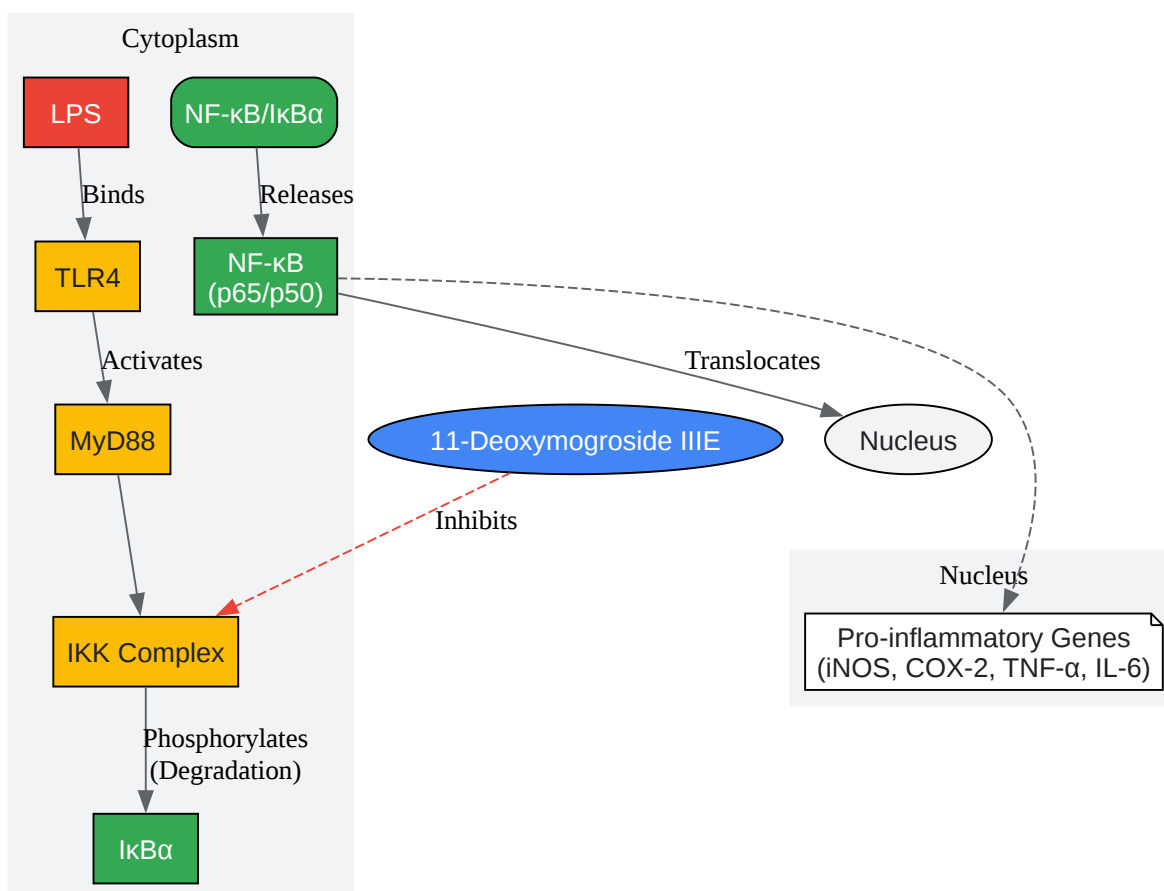 Cytoplasm
LPS
NF-κB/IκBα
Binds
Releases
TLR4
NF-κB
(p65/p50)
Activates
Translocates
MyD88
11-Deoxymogroside IIIE
Nucleus
Inhibits
Nucleus
IKK Complex
Pro-inflammatory Genes
(iNOS, COX-2, TNF-α, IL-6)
Phosphorylates
(Degradation)
IκBα